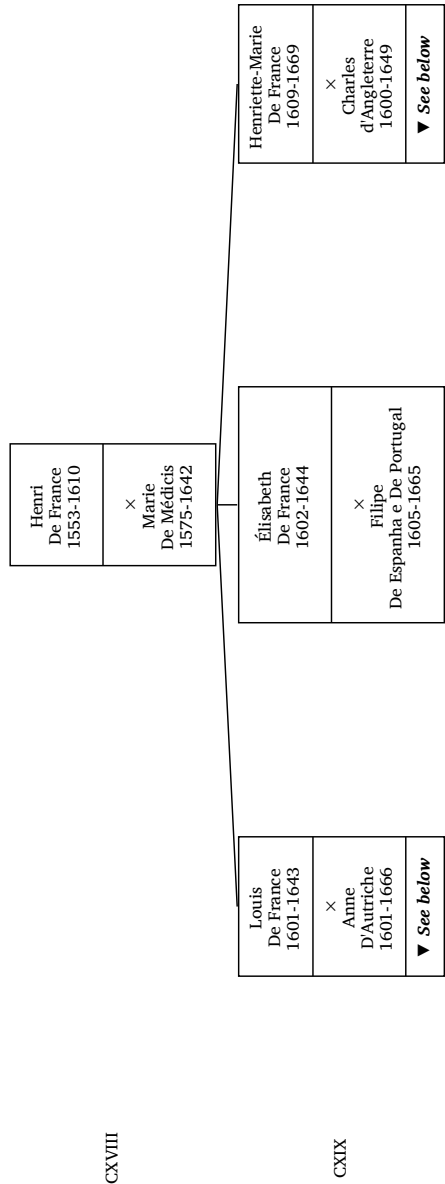 CXVIII
Henri
De France
1553-1610
×
Marie
De Médicis
1575-1642
CXIX
Louis
De France
1601-1643
×
Anne
D'Autriche
1601-1666
▼ See below
Élisabeth
De France
1602-1644
×
Filipe
De Espanha e De Portugal
1605-1665
Henriette-Marie
De France
1609-1669
×
Charles
d'Angleterre
1600-1649
▼ See below